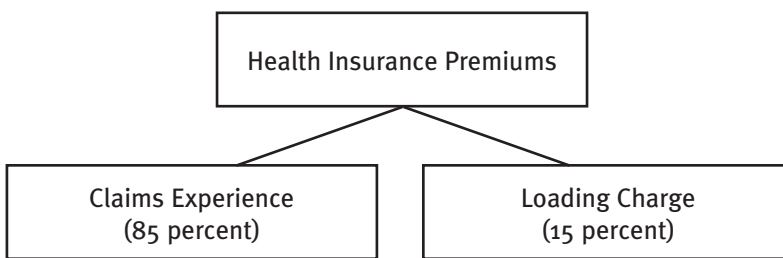 Health Insurance Premiums
Claims Experience
(85 percent)
Loading Charge
(15 percent)